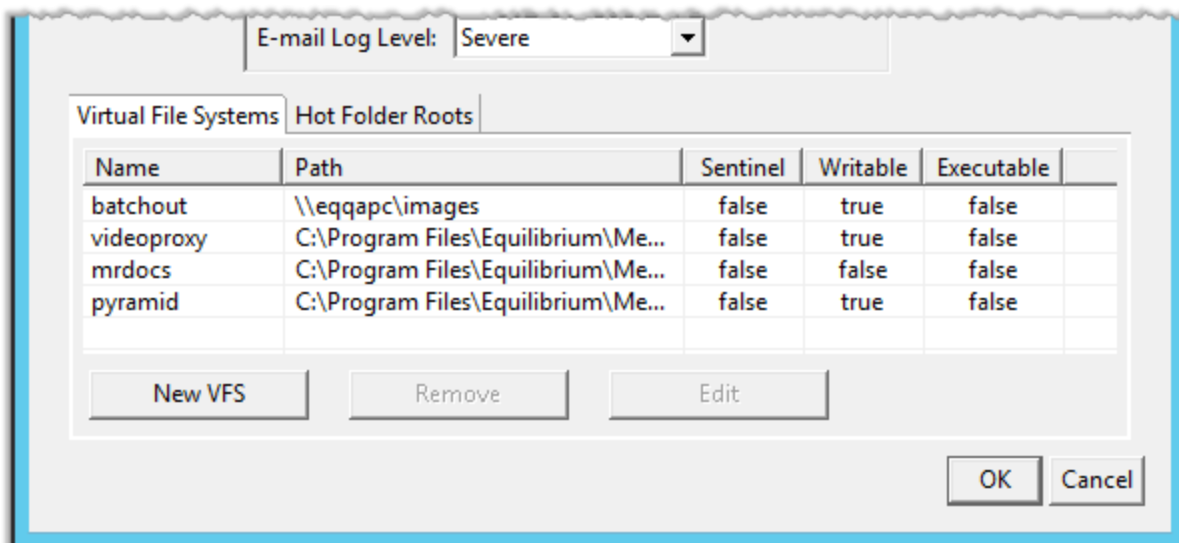 E-mail Log Level: Severe
Virtual File Systems Hot Folder Roots
Name Path Sentinel Writable Executable
batchout \\eqqapc\images false true false
videoproxy C:\Program Files\Equilibrium\Me... false true false
mrdocs C:\Program Files\Equilibrium\Me... false false false
pyramid C:\Program Files\Equilibrium\Me... false true false
New VFS Remove Edit
OK Cancel